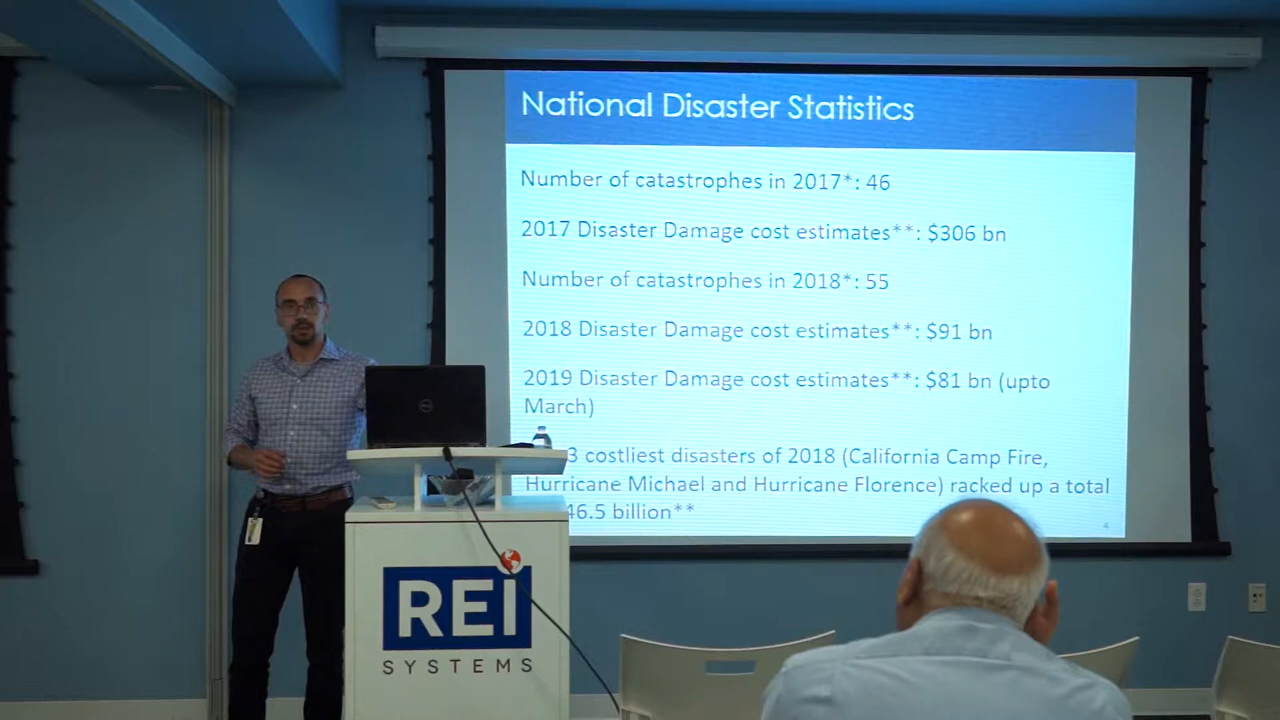 National Disaster Statistics
Number of catastrophes in 2017*: 46
2017 Disaster Damage cost estimates**: $306 bn
Number of catastrophes in 2018*: 55
2018 Disaster Damage cost estimates**: $91 bn
2019 Disaster Damage cost estimates**: $81 bn (upto
March)
3 costliest disasters of 2018 (California Camp Fire,
Hurricane Michael and Hurricane Florence) racked up a total
46.5 billion**
4
REI
SYSTEMS